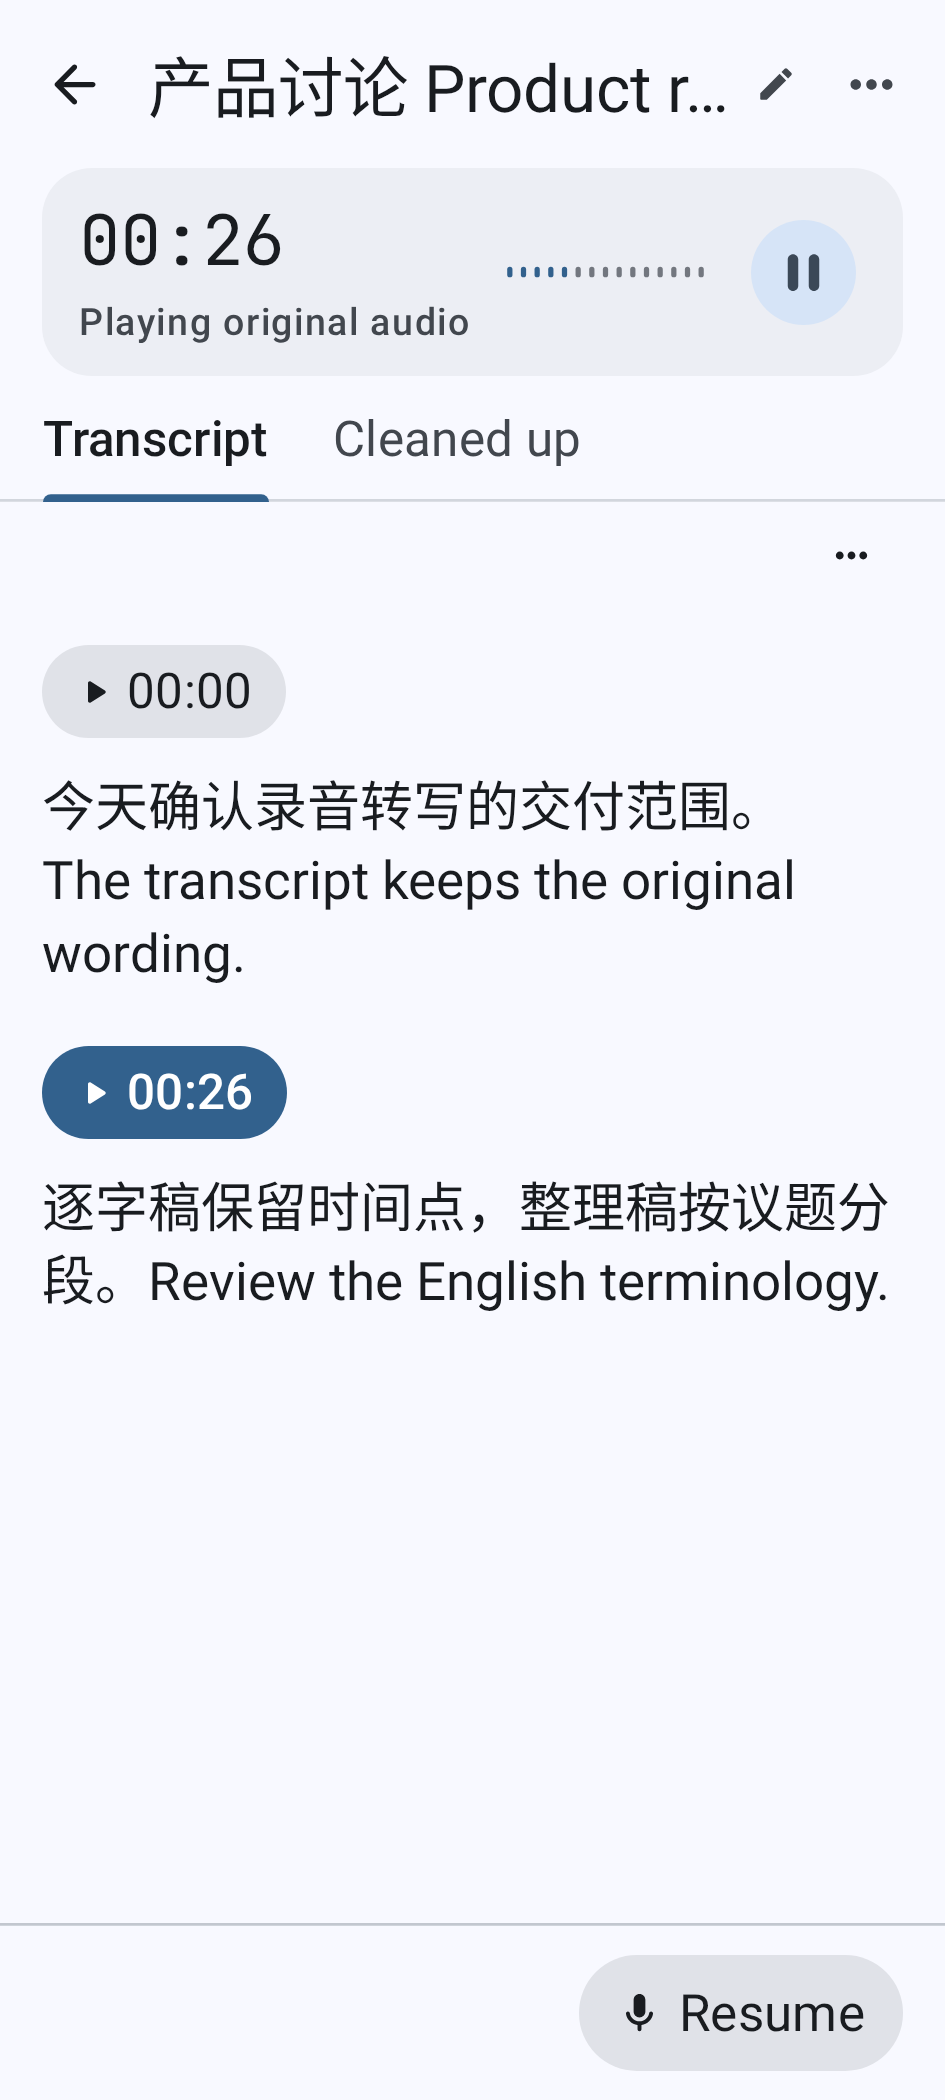 产品讨论 Product r...
00:26
Playing original audio
Transcript
Cleaned up
00:00
今天确认录音转写的交付范围。
The transcript keeps the original
wording.
00:26
逐字稿保留时间点，整理稿按议题分
段。Review the English terminology.
Resume